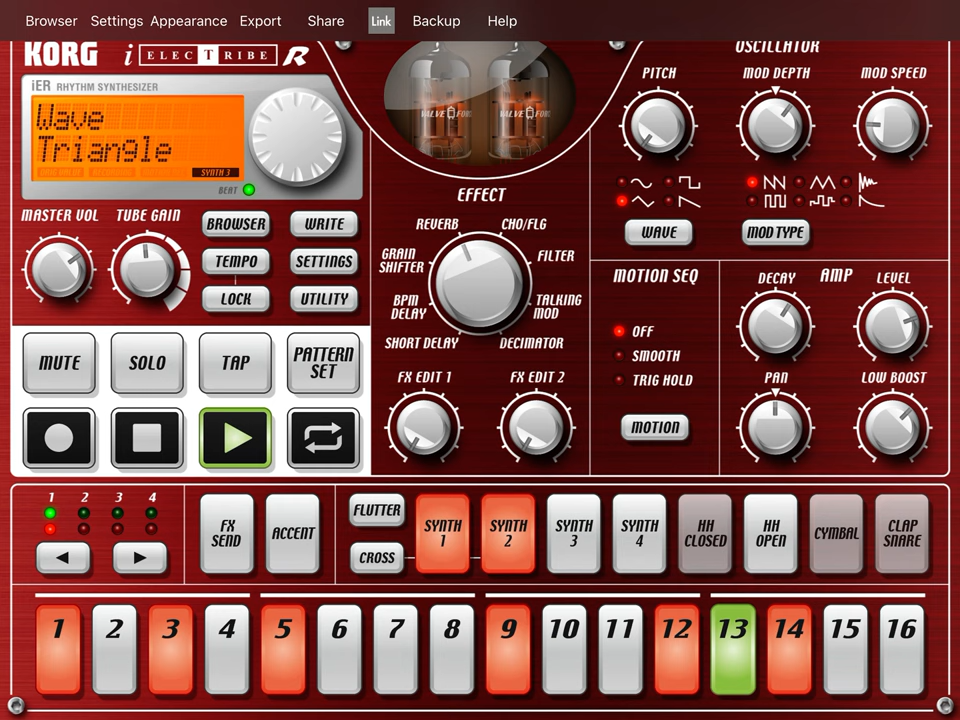 Browser Settings Appearance Export Share Link Backup Help
KORG i ELECTRIBE R
iER RHYTHM SYNTHESIZER
Wave
Triangle
SYNTH 3
BEAT
MASTER VOL TUBE GAIN
BROWSER WRITE
TEMPO SETTINGS
LOCK UTILITY
MUTE SOLO TAP PATTERN SET
VALVE FORCE VALVE FORCE
EFFECT
REVERB CHO/FLG
GRAIN SHIFTER FILTER
BPM DELAY TALKING MOD
SHORT DELAY DECIMATOR
FX EDIT 1 FX EDIT 2
OSCILLATOR
PITCH MOD DEPTH MOD SPEED
WAVE MOD TYPE
MOTION SEQ
OFF
SMOOTH
TRIG HOLD
MOTION
AMP
DECAY LEVEL
PAN LOW BOOST
1 2 3 4
FX SEND ACCENT
FLUTTER
CROSS
SYNTH 1 SYNTH 2 SYNTH 3 SYNTH 4 HH CLOSED HH OPEN CYMBAL CLAP SNARE
1 2 3 4 5 6 7 8 9 10 11 12 13 14 15 16